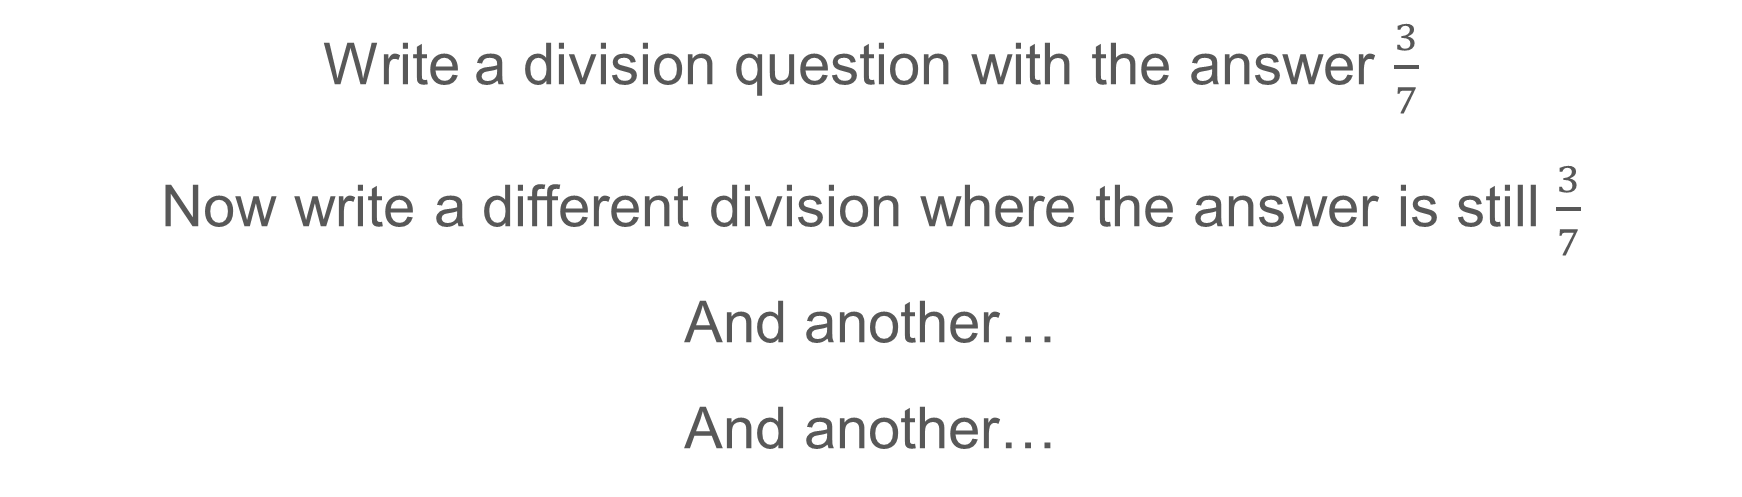 Write a division question with the answer 3/7
Now write a different division where the answer is still 3/7
And another…
And another…